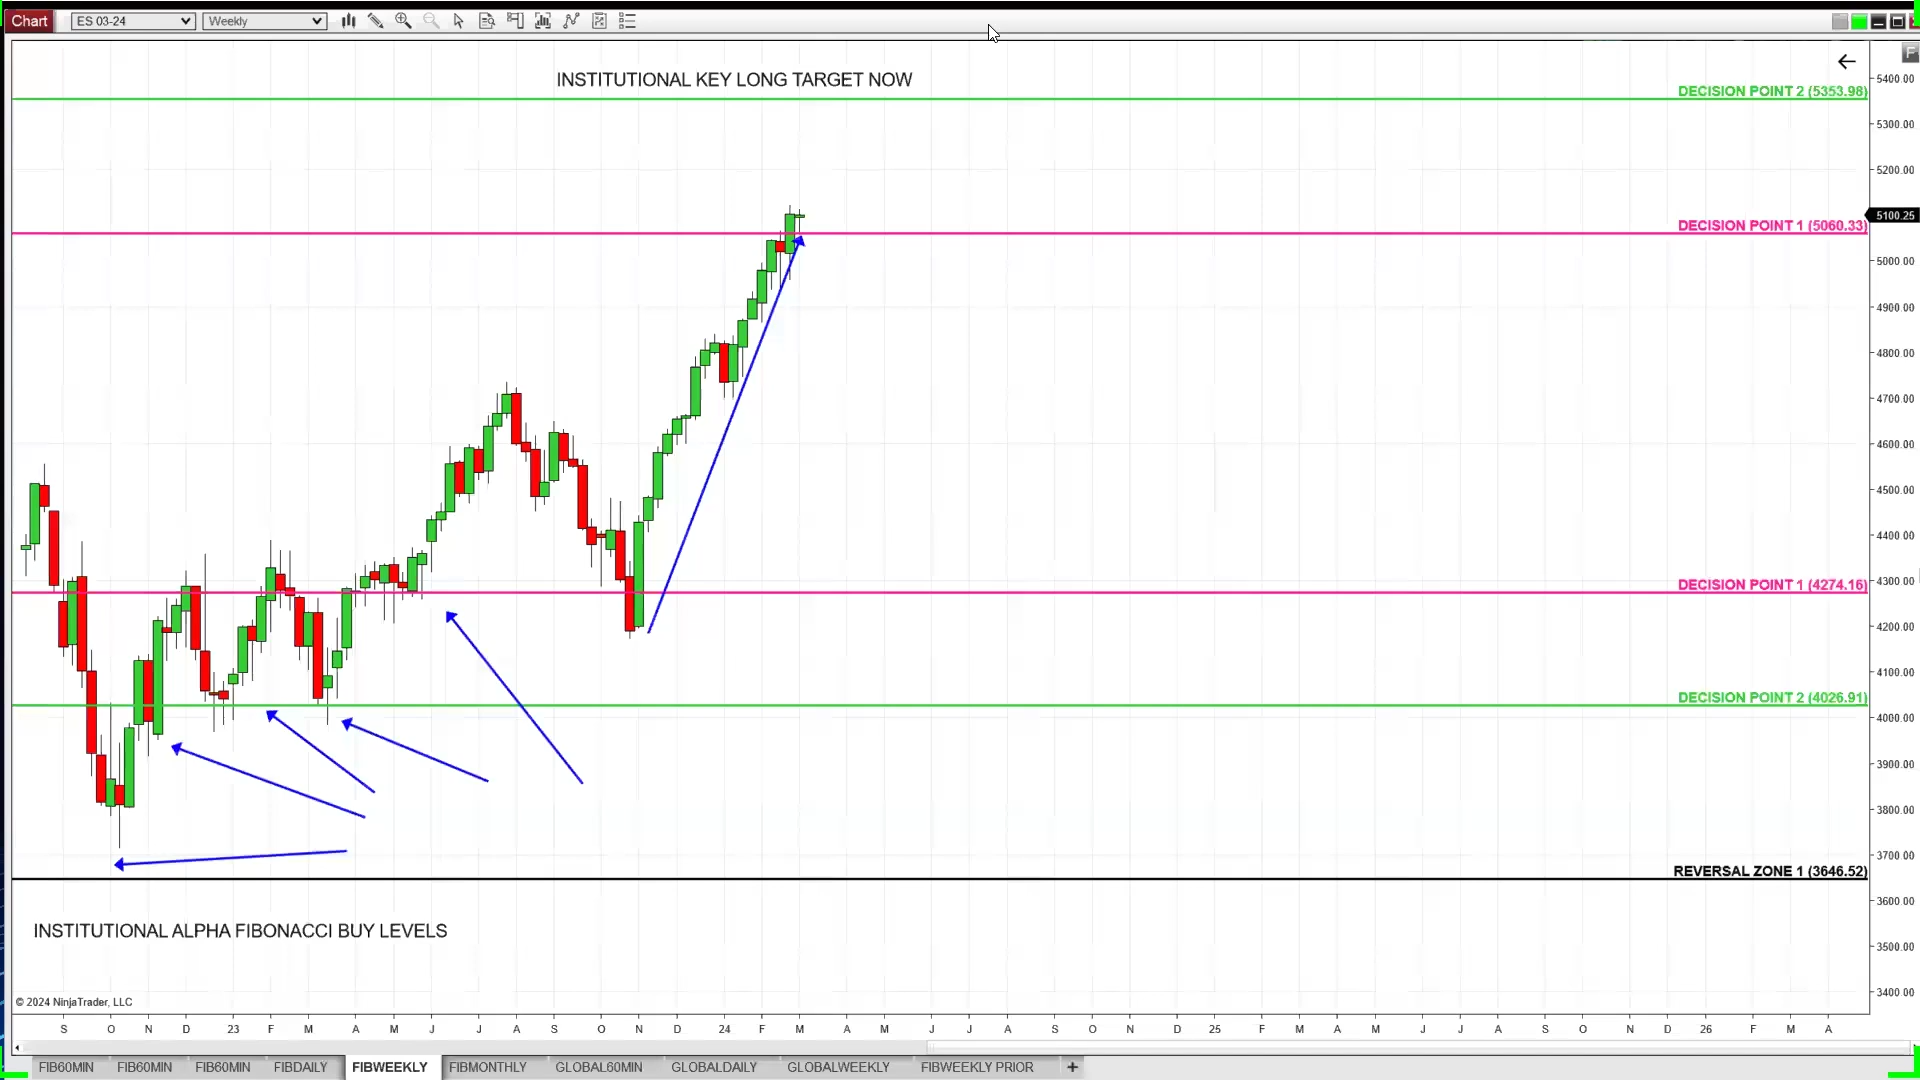 Chart ES 03-24 Weekly
F
INSTITUTIONAL KEY LONG TARGET NOW
5400.00
DECISION POINT 2 (5353.98)
5300.00
5200.00
5100.25
DECISION POINT 1 (5060.33)
5000.00
4900.00
4800.00
4700.00
4600.00
4500.00
4400.00
4300.00
DECISION POINT 1 (4274.16)
4200.00
4100.00
DECISION POINT 2 (4026.91)
4000.00
3900.00
3800.00
3700.00
REVERSAL ZONE 1 (3646.52)
3600.00
INSTITUTIONAL ALPHA FIBONACCI BUY LEVELS
3500.00
3400.00
© 2024 NinjaTrader, LLC
S O N D 23 F M A M J J A S O N D 24 F M A M J J A S O N D 25 F M A M J J A S O N D 26 F M A
FIB60MIN FIB60MIN FIB60MIN FIBDAILY FIBWEEKLY FIBMONTHLY GLOBAL60MIN GLOBALDAILY GLOBALWEEKLY FIBWEEKLY PRIOR +